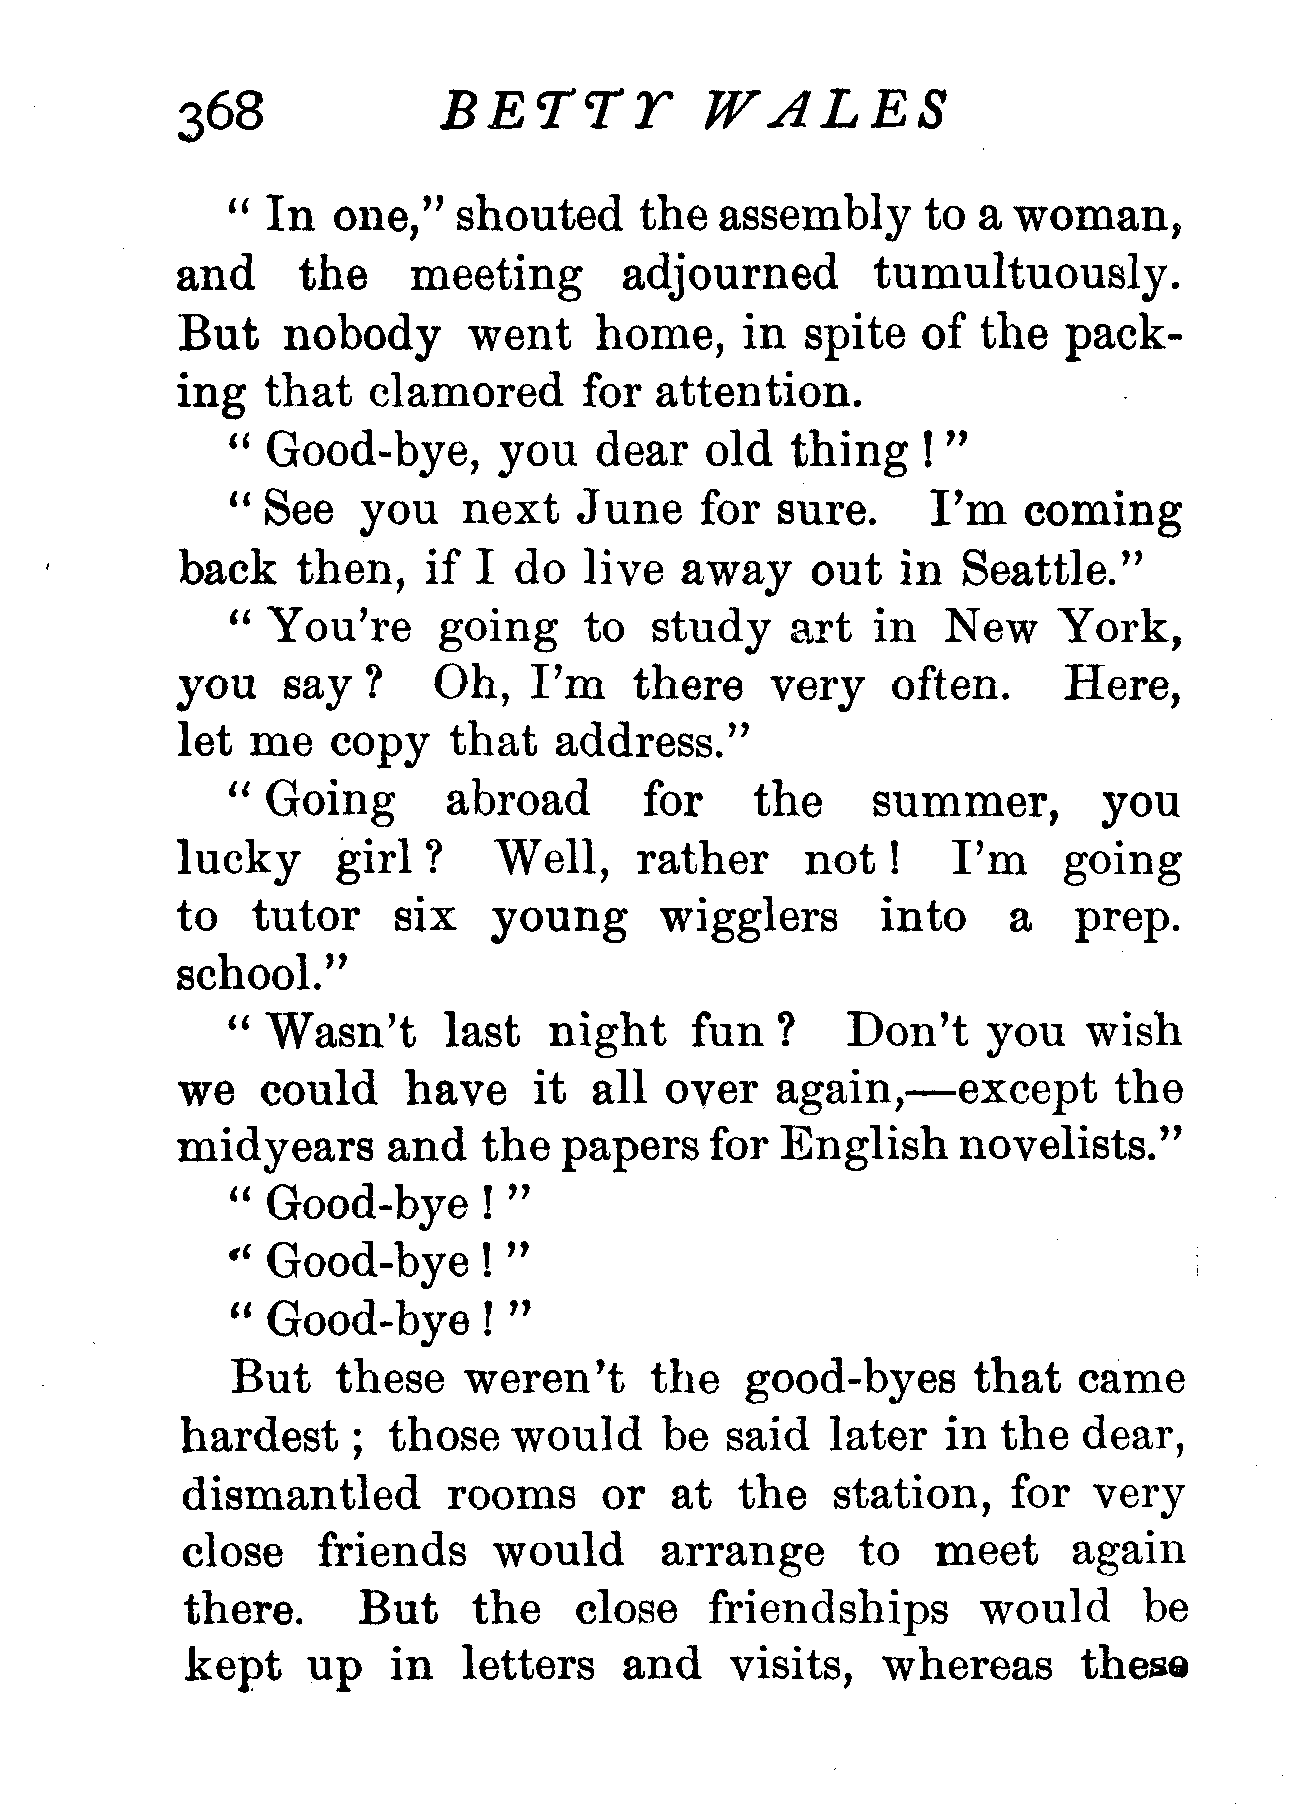 368 BETTY WALES
“ In one,” shouted the assembly to a woman,
and the meeting adjourned tumultuously.
But nobody went home, in spite of the pack-
ing that clamored for attention.
“ Good-bye, you dear old thing ! ”
“ See you next June for sure. I’m coming
back then, if I do live away out in Seattle.”
“ You’re going to study art in New York,
you say ? Oh, I’m there very often. Here,
let me copy that address.”
“ Going abroad for the summer, you
lucky girl ? Well, rather not ! I’m going
to tutor six young wigglers into a prep.
school.”
“ Wasn’t last night fun ? Don’t you wish
we could have it all over again,—except the
midyears and the papers for English novelists.”
“ Good-bye ! ”
“ Good-bye ! ”
“ Good-bye ! ”
But these weren’t the good-byes that came
hardest ; those would be said later in the dear,
dismantled rooms or at the station, for very
close friends would arrange to meet again
there. But the close friendships would be
kept up in letters and visits, whereas these